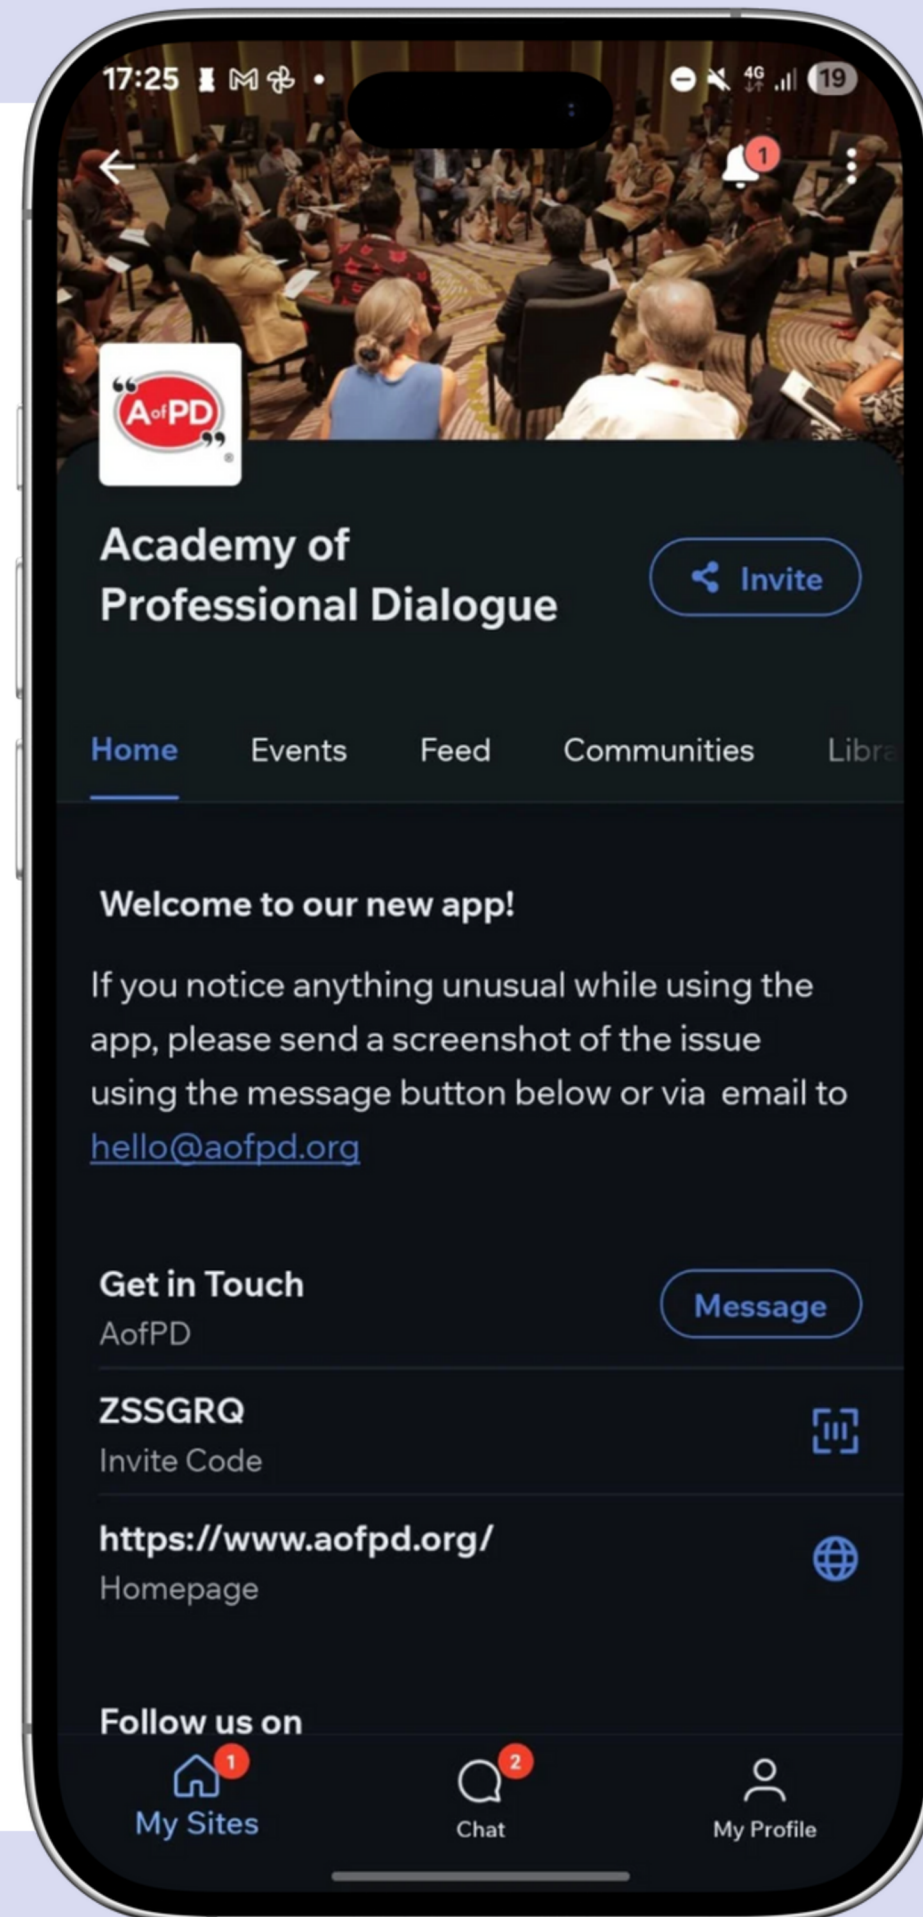 17:25
4G
19
1
“AofPD”
®
Academy of
Professional Dialogue
Invite
Home Events Feed Communities Libra
Welcome to our new app!
If you notice anything unusual while using the
app, please send a screenshot of the issue
using the message button below or via email to
hello@aofpd.org
Get in Touch
AofPD
Message
ZSSGRQ
Invite Code
https://www.aofpd.org/
Homepage
Follow us on
1
2
My Sites Chat My Profile